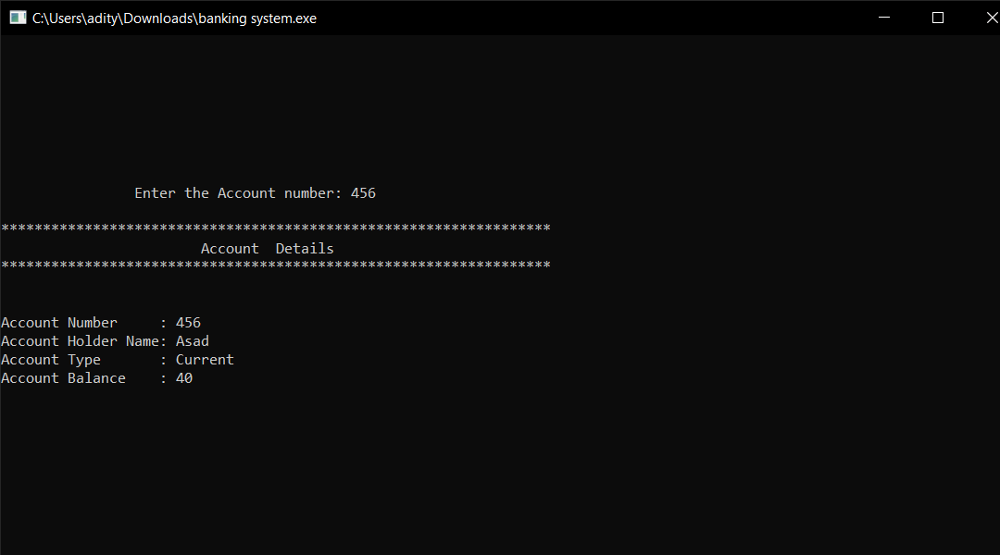 C:\Users\adity\Downloads\banking system.exe
Enter the Account number: 456
******************************************************************
Account  Details
******************************************************************
Account Number     : 456
Account Holder Name: Asad
Account Type       : Current
Account Balance    : 40